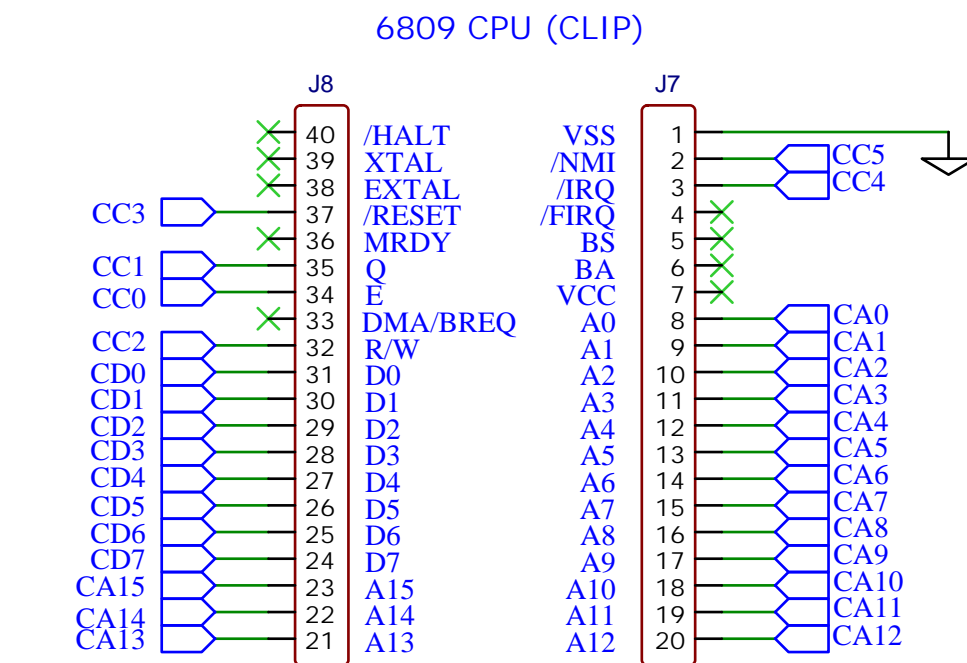 6809 CPU (CLIP)
J8 J7
40 /HALT VSS 1
39 XTAL /NMI 2 CC5
38 EXTAL /IRQ 3 CC4
CC3 37 /RESET /FIRQ 4
36 MRDY BS 5
CC1 35 Q BA 6
CC0 34 E VCC 7
33 DMA/BREQ A0 8 CA0
CC2 32 R/W A1 9 CA1
CD0 31 D0 A2 10 CA2
CD1 30 D1 A3 11 CA3
CD2 29 D2 A4 12 CA4
CD3 28 D3 A5 13 CA5
CD4 27 D4 A6 14 CA6
CD5 26 D5 A7 15 CA7
CD6 25 D6 A8 16 CA8
CD7 24 D7 A9 17 CA9
CA15 23 A15 A10 18 CA10
CA14 22 A14 A11 19 CA11
CA13 21 A13 A12 20 CA12